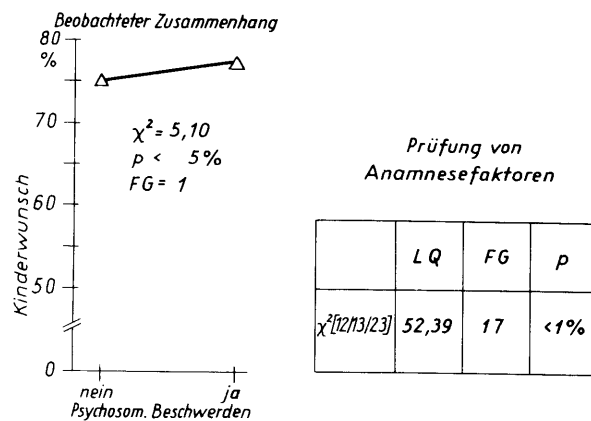 Beobachteter Zusammenhang
80
%
70
60
50
0
Kinderwunsch
χ² = 5,10
p < 5%
FG = 1
nein ja
Psychosom. Beschwerden
Prüfung von
Anamnesefaktoren
LQ FG p
χ²[12/13/23] 52,39 17 <1%